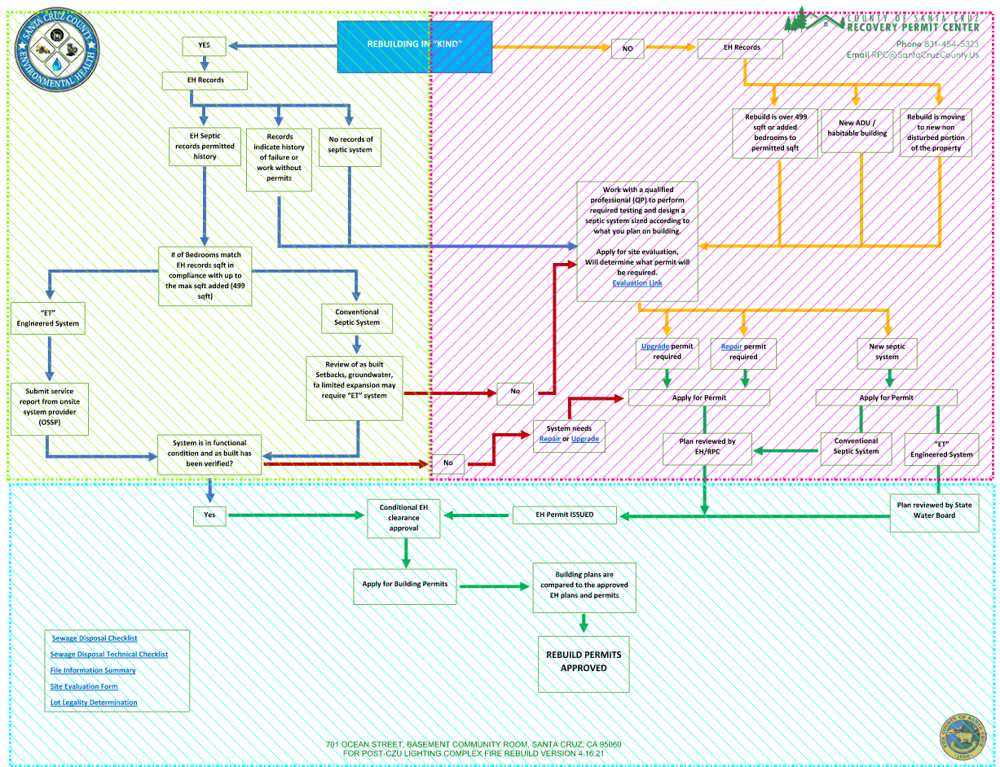 SANTA CRUZ COUNTY
ENVIRONMENTAL HEALTH
COUNTY OF SANTA CRUZ
RECOVERY PERMIT CENTER
Phone 831-454-5323
Email RPC@SantaCruzCounty.Us
REBUILDING IN "KIND"
YES
NO
EH Records
EH Records
EH Septic
records permitted
history
Records
indicate history
of failure or
work without
permits
No records of
septic system
Rebuild is over 499
sqft or added
bedrooms to
permitted sqft
New ADU /
habitable building
Rebuild is moving
to new non
disturbed portion
of the property
Work with a qualified
professional (QP) to perform
required testing and design a
septic system sized according to
what you plan on building.
Apply for site evaluation,
Will determine what permit will
be required.
Evaluation Link
# of Bedrooms match
EH records sqft in
compliance with up to
the max sqft added (499
sqft)
"ET"
Engineered System
Conventional
Septic System
Submit service
report from onsite
system provider
(OSSP)
Review of as built
Setbacks, groundwater,
fa limited expansion may
require "ET" system
No
System needs
Repair or Upgrade
Upgrade permit
required
Repair permit
required
New septic
system
Apply for Permit
Apply for Permit
System is in functional
condition and as built has
been verified?
No
Plan reviewed by
EH/RPC
Conventional
Septic System
"ET"
Engineered System
Yes
Conditional EH
clearance
approval
EH Permit ISSUED
Plan reviewed by State
Water Board
Apply for Building Permits
Building plans are
compared to the approved
EH plans and permits
REBUILD PERMITS
APPROVED
Sewage Disposal Checklist
Sewage Disposal Technical Checklist
File Information Summary
Site Evaluation Form
Lot Legality Determination
701 OCEAN STREET, BASEMENT COMMUNITY ROOM, SANTA CRUZ, CA 95060
FOR POST-CZU LIGHTING COMPLEX FIRE REBUILD VERSION 4.16.21
THE COUNTY OF SANTA CRUZ
1850